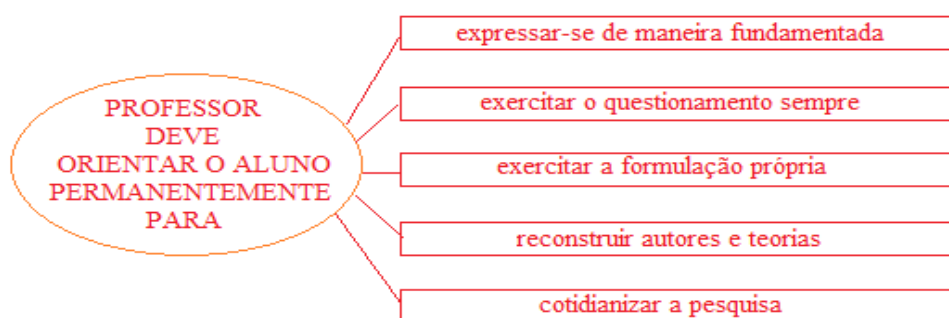 PROFESSOR
DEVE
ORIENTAR O ALUNO
PERMANENTEMENTE
PARA
expressar-se de maneira fundamentada
exercitar o questionamento sempre
exercitar a formulação própria
reconstruir autores e teorias
cotidianizar a pesquisa